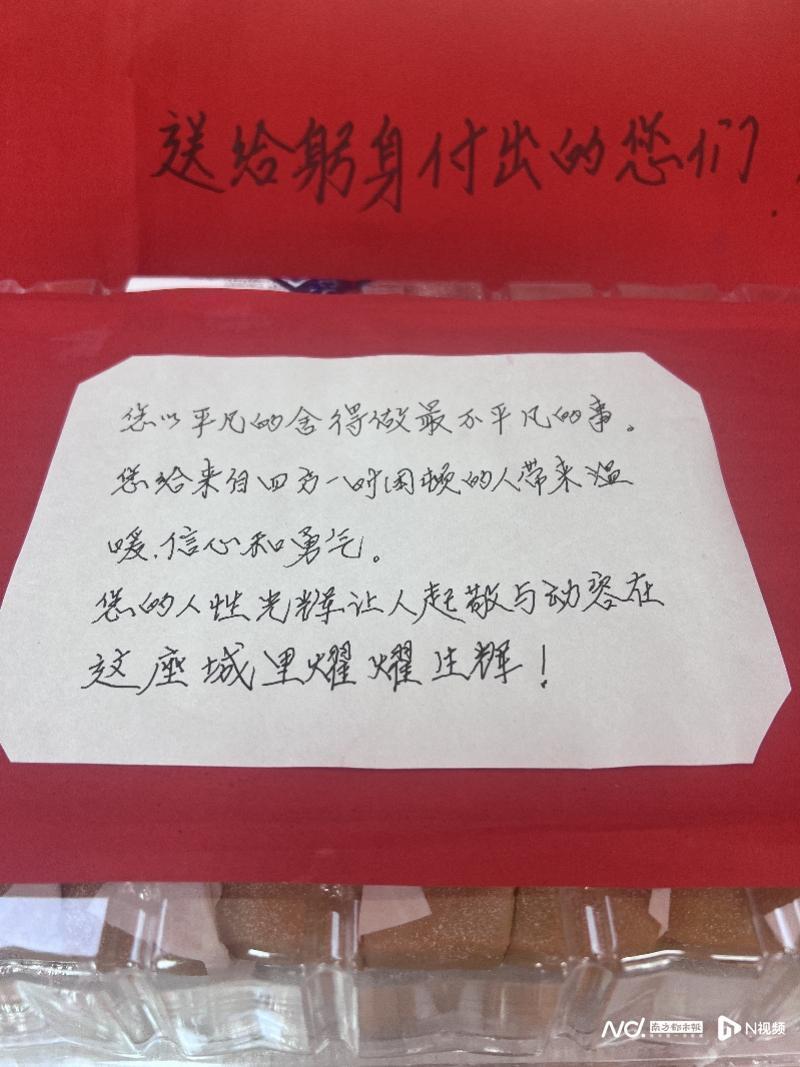 送给躬身付出的您们！
您以平凡的舍得做最不平凡的事。
您给来自四方一时困顿的人带来温
暖、信心和勇气。
您的人性光辉让人起敬与动容在
这座城里耀耀生辉！
南方都市报
N视频